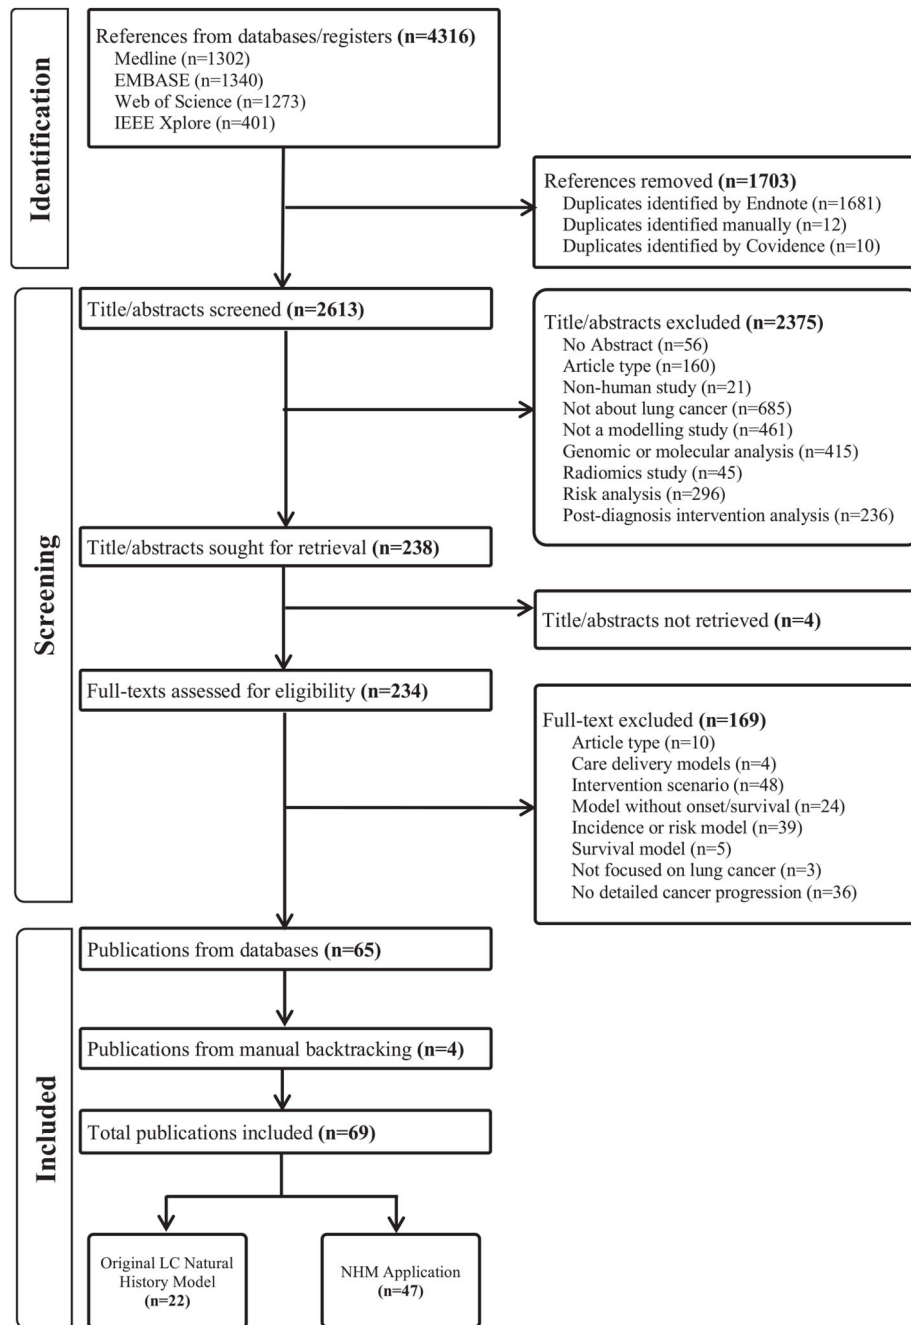 Identification
References from databases/registers (n=4316)
Medline (n=1302)
EMBASE (n=1340)
Web of Science (n=1273)
IEEE Xplore (n=401)
References removed (n=1703)
Duplicates identified by Endnote (n=1681)
Duplicates identified manually (n=12)
Duplicates identified by Covidence (n=10)
Screening
Title/abstracts screened (n=2613)
Title/abstracts excluded (n=2375)
No Abstract (n=56)
Article type (n=160)
Non-human study (n=21)
Not about lung cancer (n=685)
Not a modelling study (n=461)
Genomic or molecular analysis (n=415)
Radiomics study (n=45)
Risk analysis (n=296)
Post-diagnosis intervention analysis (n=236)
Title/abstracts sought for retrieval (n=238)
Title/abstracts not retrieved (n=4)
Full-texts assessed for eligibility (n=234)
Full-text excluded (n=169)
Article type (n=10)
Care delivery models (n=4)
Intervention scenario (n=48)
Model without onset/survival (n=24)
Incidence or risk model (n=39)
Survival model (n=5)
Not focused on lung cancer (n=3)
No detailed cancer progression (n=36)
Included
Publications from databases (n=65)
Publications from manual backtracking (n=4)
Total publications included (n=69)
Original LC Natural
History Model
(n=22)
NHM Application
(n=47)